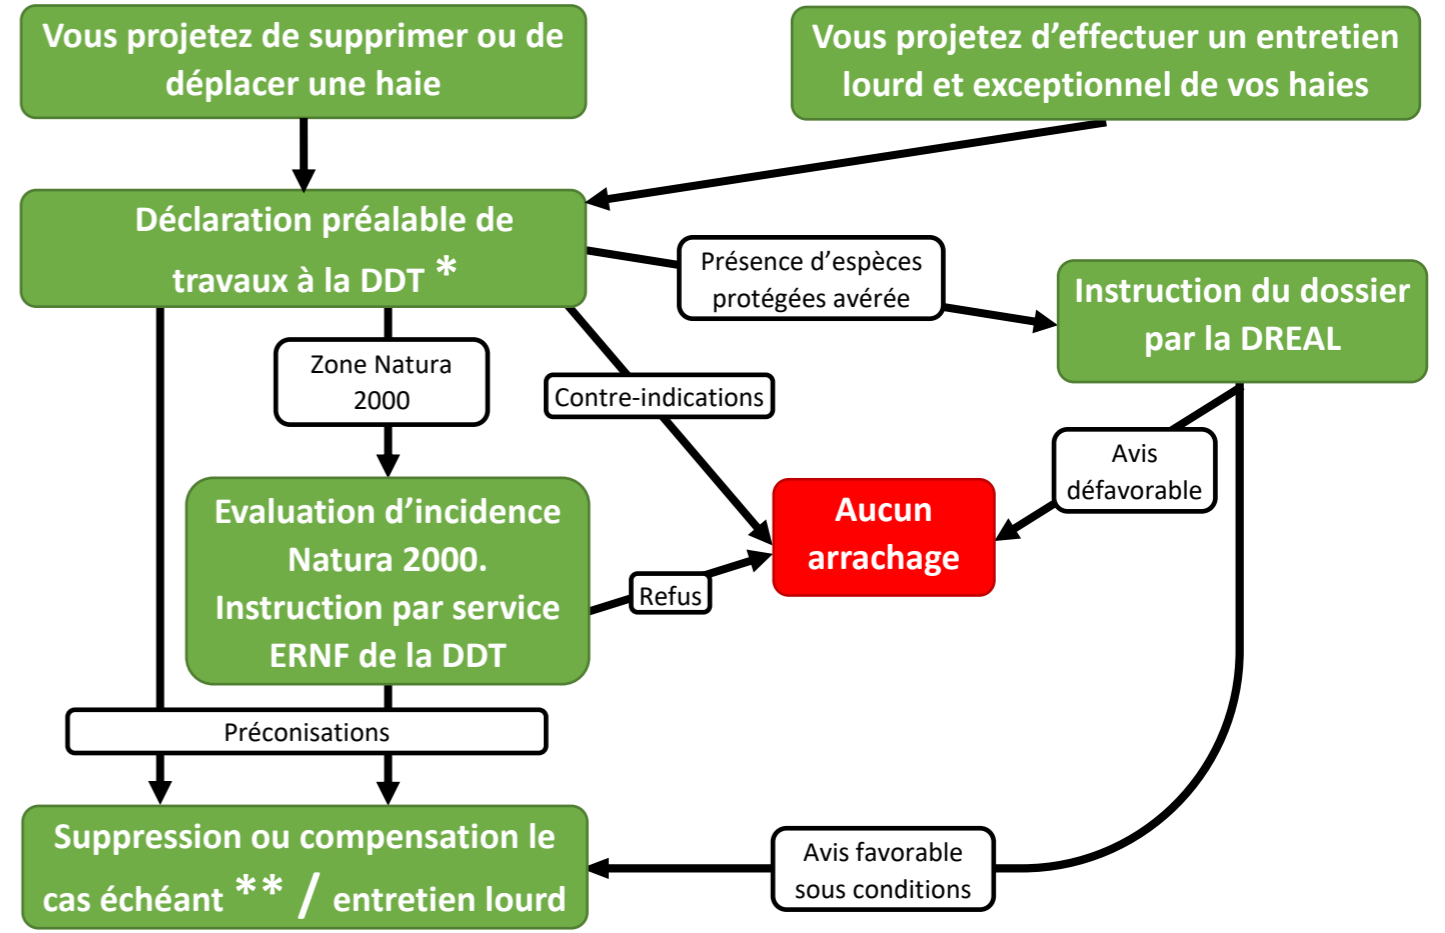 Vous projetez de supprimer ou de
déplacer une haie
Vous projetez d’effectuer un entretien
lourd et exceptionnel de vos haies
Déclaration préalable de
travaux à la DDT *
Présence d’espèces
protégées avérée
Instruction du dossier
par la DREAL
Zone Natura
2000
Contre-indications
Avis
défavorable
Evaluation d’incidence
Natura 2000.
Instruction par service
ERNF de la DDT
Aucun
arrachage
Refus
Préconisations
Suppression ou compensation le
cas échéant ** / entretien lourd
Avis favorable
sous conditions